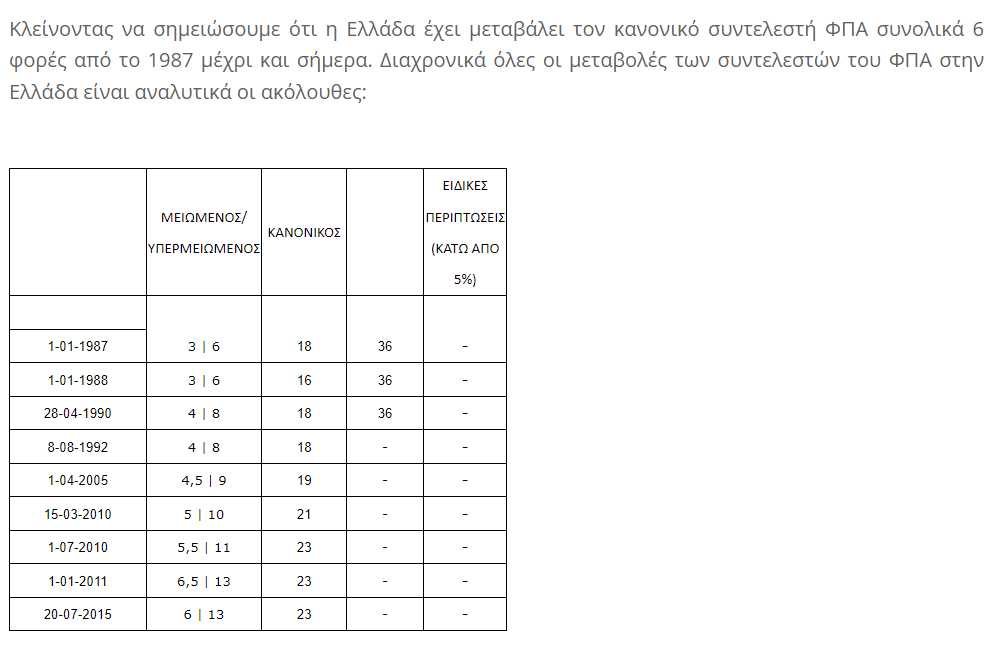 Κλείνοντας να σημειώσουμε ότι η Ελλάδα έχει μεταβάλει τον κανονικό συντελεστή ΦΠΑ συνολικά 6
φορές από το 1987 μέχρι και σήμερα. Διαχρονικά όλες οι μεταβολές των συντελεστών του ΦΠΑ στην
Ελλάδα είναι αναλυτικά οι ακόλουθες:
ΜΕΙΩΜΕΝΟΣ/
ΥΠΕΡΜΕΙΩΜΕΝΟΣ
ΚΑΝΟΝΙΚΟΣ
ΕΙΔΙΚΕΣ
ΠΕΡΙΠΤΩΣΕΙΣ
(ΚΑΤΩ ΑΠΟ
5%)
1-01-1987 3 | 6 18 36 –
1-01-1988 3 | 6 16 36 –
28-04-1990 4 | 8 18 36 –
8-08-1992 4 | 8 18 - –
1-04-2005 4,5 | 9 19 - –
15-03-2010 5 | 10 21 - –
1-07-2010 5,5 | 11 23 - –
1-01-2011 6,5 | 13 23 - –
20-07-2015 6 | 13 23 - –